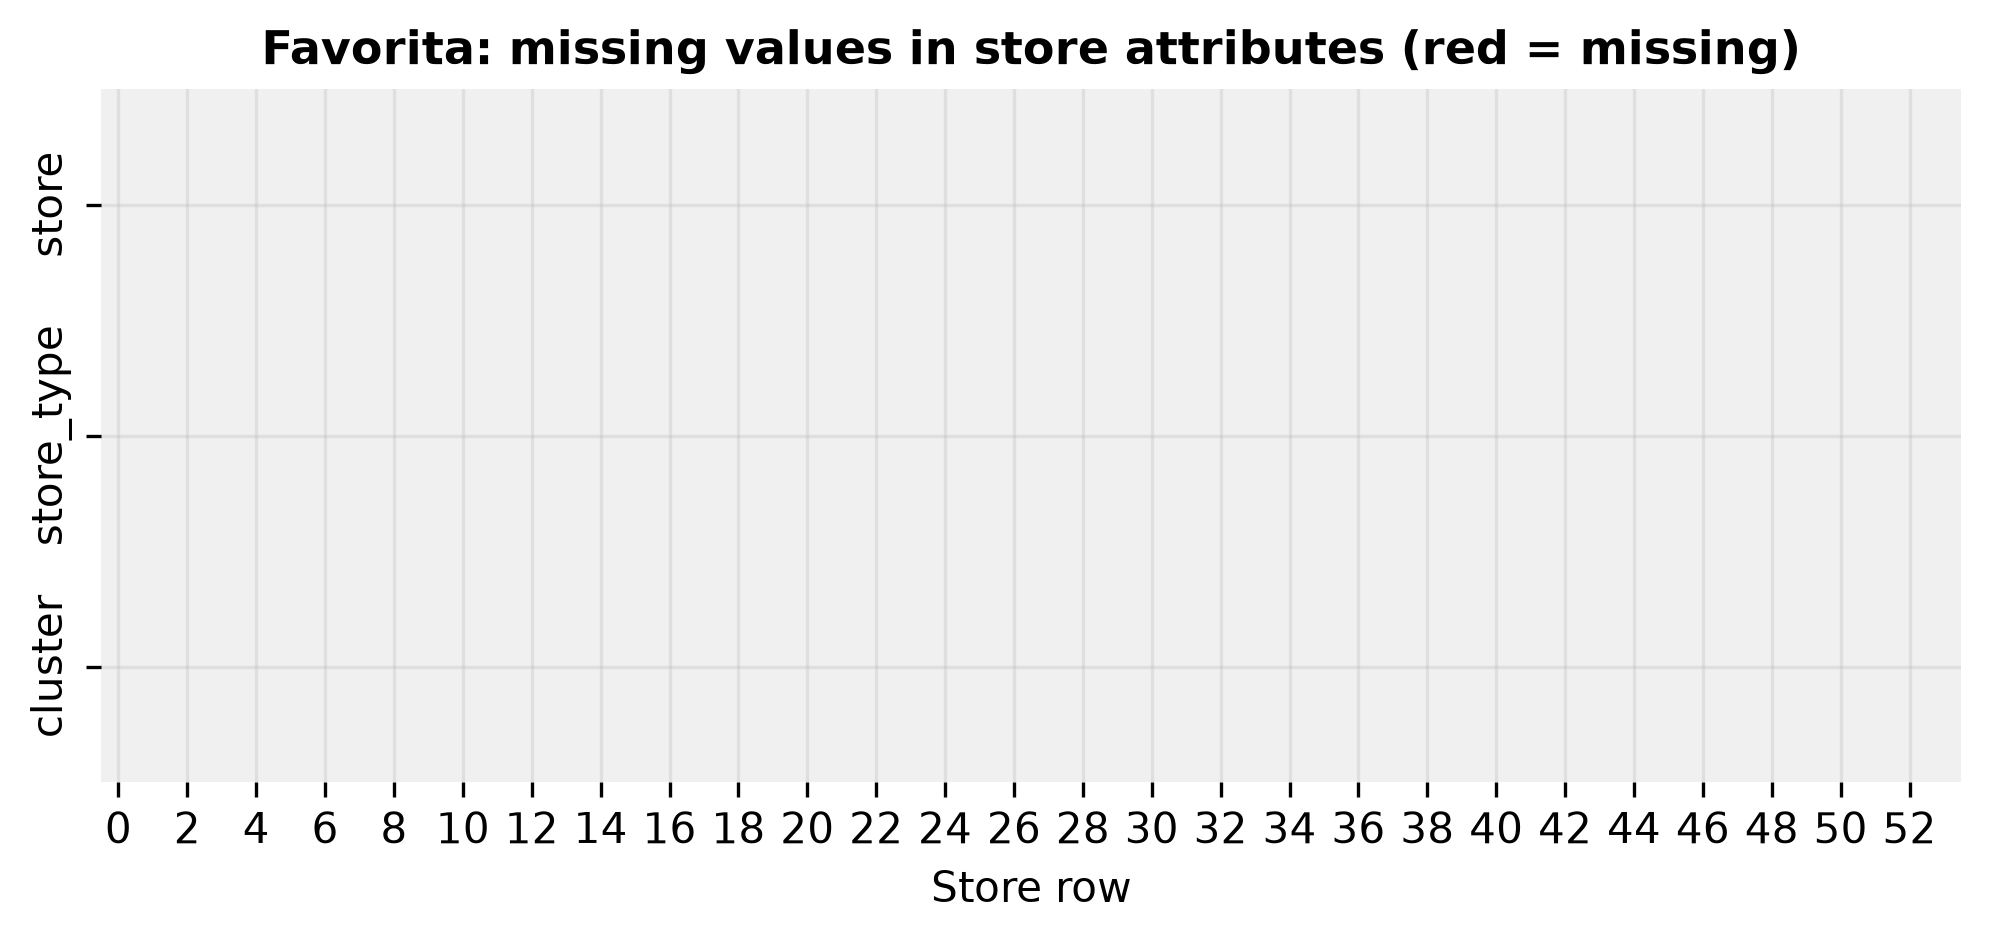 Favorita: missing values in store attributes (red = missing)
store
store_type
cluster
0 2 4 6 8 10 12 14 16 18 20 22 24 26 28 30 32 34 36 38 40 42 44 46 48 50 52
Store row